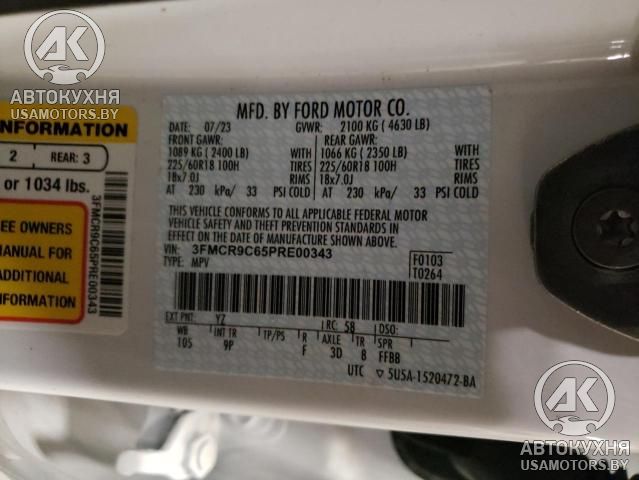 АВТОКУХНЯ
USAMOTORS.BY
INFORMATION
2 REAR: 3
or 1034 lbs.
SEE OWNERS
MANUAL FOR
ADDITIONAL
INFORMATION
3FMCR9C65PRE00343
MFD. BY FORD MOTOR CO.
DATE: 07/23 GVWR: 2100 KG ( 4630 LB)
FRONT GAWR: REAR GAWR:
1089 KG ( 2400 LB) WITH 1066 KG ( 2350 LB) WITH
225/60R18 100H TIRES 225/60R18 100H TIRES
18x7.0J RIMS 18x7.0J RIMS
AT 230 kPa/ 33 PSI COLD AT 230 kPa/ 33 PSI COLD
THIS VEHICLE CONFORMS TO ALL APPLICABLE FEDERAL MOTOR
VEHICLE SAFETY AND THEFT PREVENTION STANDARDS IN
EFFECT ON THE DATE OF MANUFACTURE SHOWN ABOVE.
VIN: 3FMCR9C65PRE00343
TYPE: MPV
F0103
T0264
EXT PNT: YZ RC: 58 DSO:
WB INT TR TP/PS R AXLE TR SPR
105 9P F 3D 8 FFBB
UTC 5U5A-1520472-BA
АВТОКУХНЯ
USAMOTORS.BY